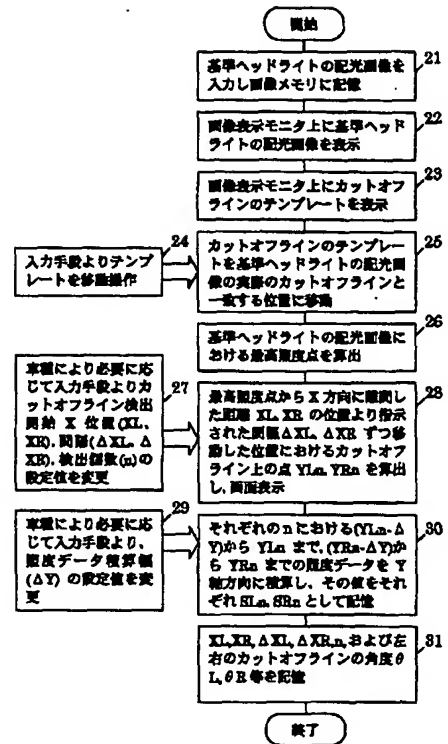 開始
21
基準ヘッドライトの配光画像を
入力し画像メモリに記憶
22
画像表示モニタ上に基準ヘッド
ライトの配光画像を表示
23
画像表示モニタ上にカットオフ
ラインのテンプレートを表示
24
入力手段よりテンプ
レートを移動操作
25
カットオフラインのテンプレー
トを基準ヘッドライトの配光画
像の実際のカットオフラインと
一致する位置に移動
26
基準ヘッドライトの配光画像に
おける最高照度点を算出
27
車種により必要に応
じて入力手段よりカ
ットオフライン検出
開始 X 位置(XL、
XR)、間隔(ΔXL、Δ
XR)、検出個数(n)の
設定値を変更
28
最高照度点から X 方向に離間し
た距離 XL、XR の位置より指示
された間隔ΔXL、ΔXR ずつ移
動した位置におけるカットオフ
ライン上の点 YLn、YRn を算出
し、画面表示
29
車種により必要に応
じて入力手段より、
照度データ積算幅
(ΔY) の設定値を変
更
30
それぞれの n における(YLn-Δ
Y)から YLn まで、(YRn-ΔY)か
ら YRn までの照度データを Y
軸方向に積算し、その値をそれ
ぞれ SLn、SRn として記憶
31
XL,XR,ΔXL,ΔXR,n,および左
右のカットオフラインの角度θ
L,θR 等を記憶
終了